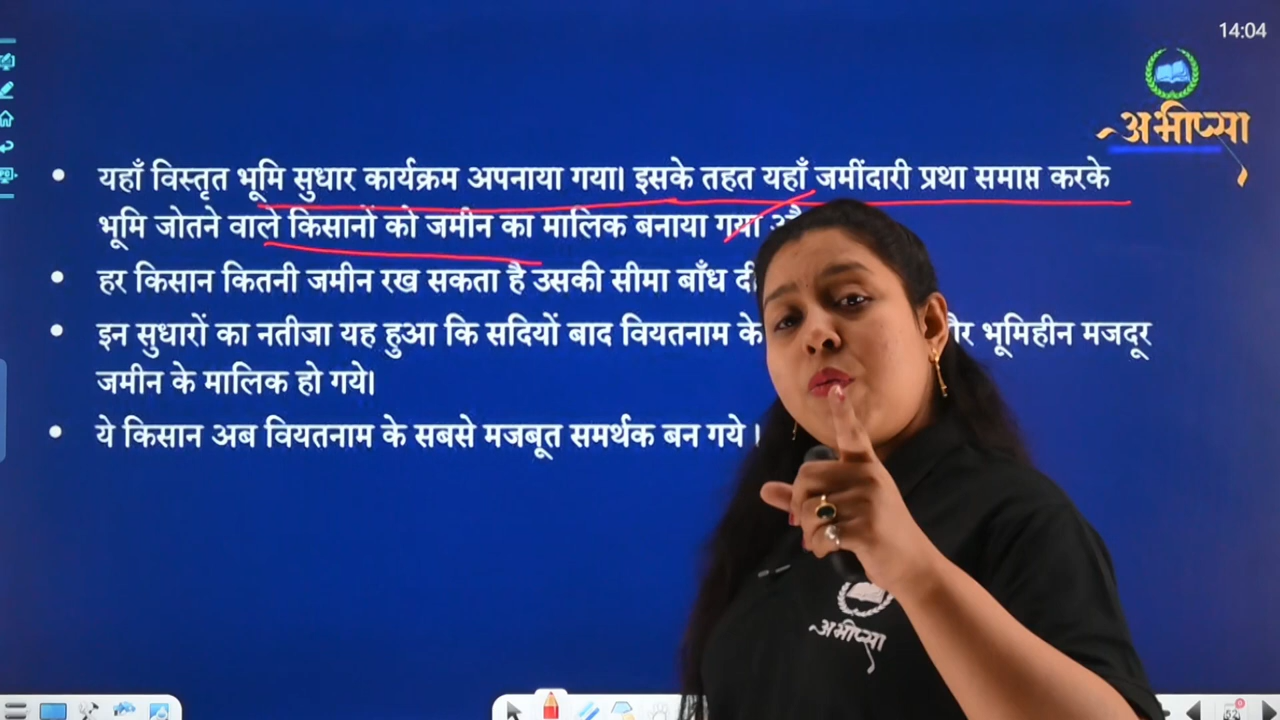 14:04
अभीप्सा
यहाँ विस्तृत भूमि सुधार कार्यक्रम अपनाया गया। इसके तहत यहाँ जमींदारी प्रथा समाप्त करके
भूमि जोतने वाले किसानों को जमीन का मालिक बनाया गया
हर किसान कितनी जमीन रख सकता है उसकी सीमा बाँध
इन सुधारों का नतीजा यह हुआ कि सदियों बाद वियतनाम के भूमिहीन मजदूर
जमीन के मालिक हो गये।
ये किसान अब वियतनाम के सबसे मजबूत समर्थक बन गये ।
अभीप्सा